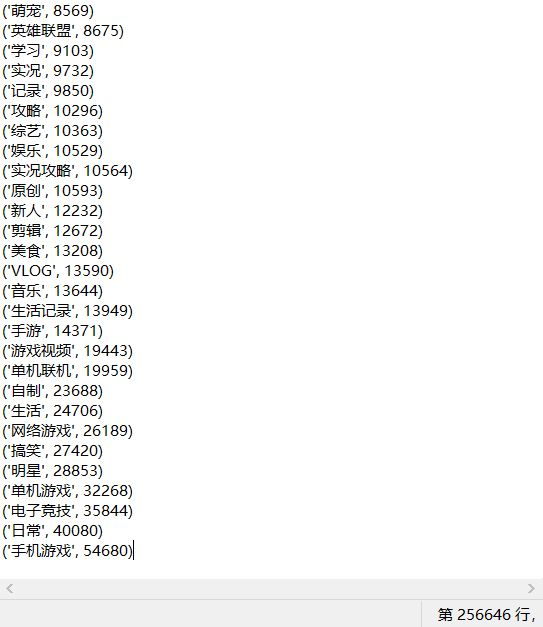 ('萌宠', 8569)
('英雄联盟', 8675)
('学习', 9103)
('实况', 9732)
('记录', 9850)
('攻略', 10296)
('综艺', 10363)
('娱乐', 10529)
('实况攻略', 10564)
('原创', 10593)
('新人', 12232)
('剪辑', 12672)
('美食', 13208)
('VLOG', 13590)
('音乐', 13644)
('生活记录', 13949)
('手游', 14371)
('游戏视频', 19443)
('单机联机', 19959)
('自制', 23688)
('生活', 24706)
('网络游戏', 26189)
('搞笑', 27420)
('明星', 28853)
('单机游戏', 32268)
('电子竞技', 35844)
('日常', 40080)
('手机游戏', 54680)
第 256646 行,